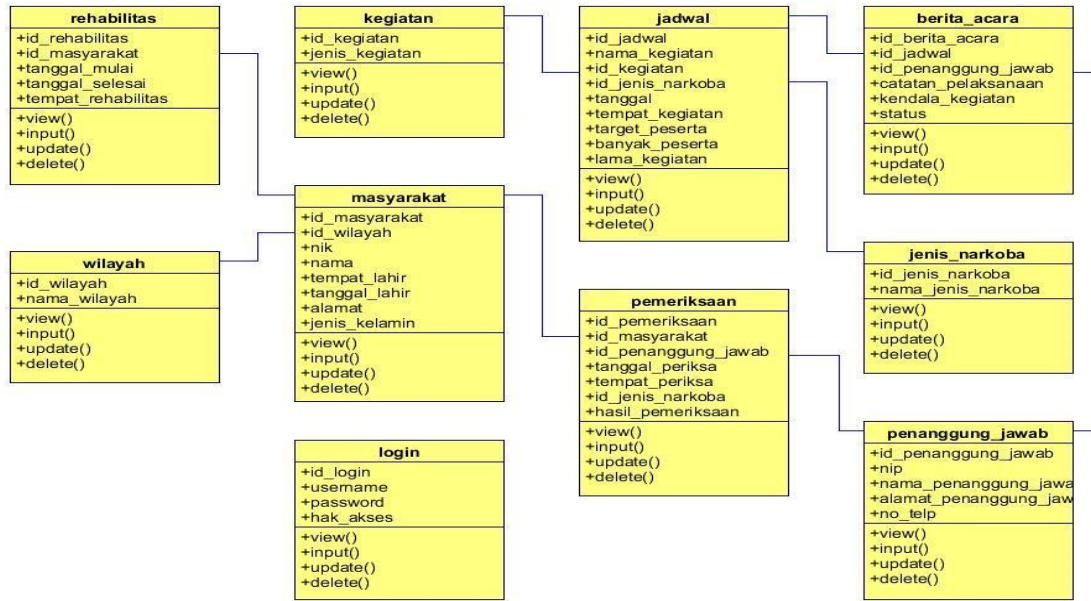 rehabilitas
+id_rehabilitas
+id_masyarakat
+tanggal_mulai
+tanggal_selesai
+tempat_rehabilitas
+view()
+input()
+update()
+delete()
kegiatan
+id_kegiatan
+jenis_kegiatan
+view()
+input()
+update()
+delete()
jadwal
+id_jadwal
+nama_kegiatan
+id_kegiatan
+id_jenis_narkoba
+tanggal
+tempat_kegiatan
+target_peserta
+banyak_peserta
+lama_kegiatan
+view()
+input()
+update()
+delete()
berita_acara
+id_berita_acara
+id_jadwal
+id_penanggung_jawab
+catatan_pelaksanaan
+kendala_kegiatan
+status
+view()
+input()
+update()
+delete()
wilayah
+id_wilayah
+nama_wilayah
+view()
+input()
+update()
+delete()
masyarakat
+id_masyarakat
+id_wilayah
+nik
+nama
+tempat_lahir
+tanggal_lahir
+alamat
+jenis_kelamin
+view()
+input()
+update()
+delete()
pemeriksaan
+id_pemeriksaan
+id_masyarakat
+id_penanggung_jawab
+tanggal_periksa
+tempat_periksa
+id_jenis_narkoba
+hasil_pemeriksaan
+view()
+input()
+update()
+delete()
jenis_narkoba
+id_jenis_narkoba
+nama_jenis_narkoba
+view()
+input()
+update()
+delete()
login
+id_login
+username
+password
+hak_akses
+view()
+input()
+update()
+delete()
penanggung_jawab
+id_penanggung_jawab
+nip
+nama_penanggung_jawa
+alamat_penanggung_jaw
+no_telp
+view()
+input()
+update()
+delete()